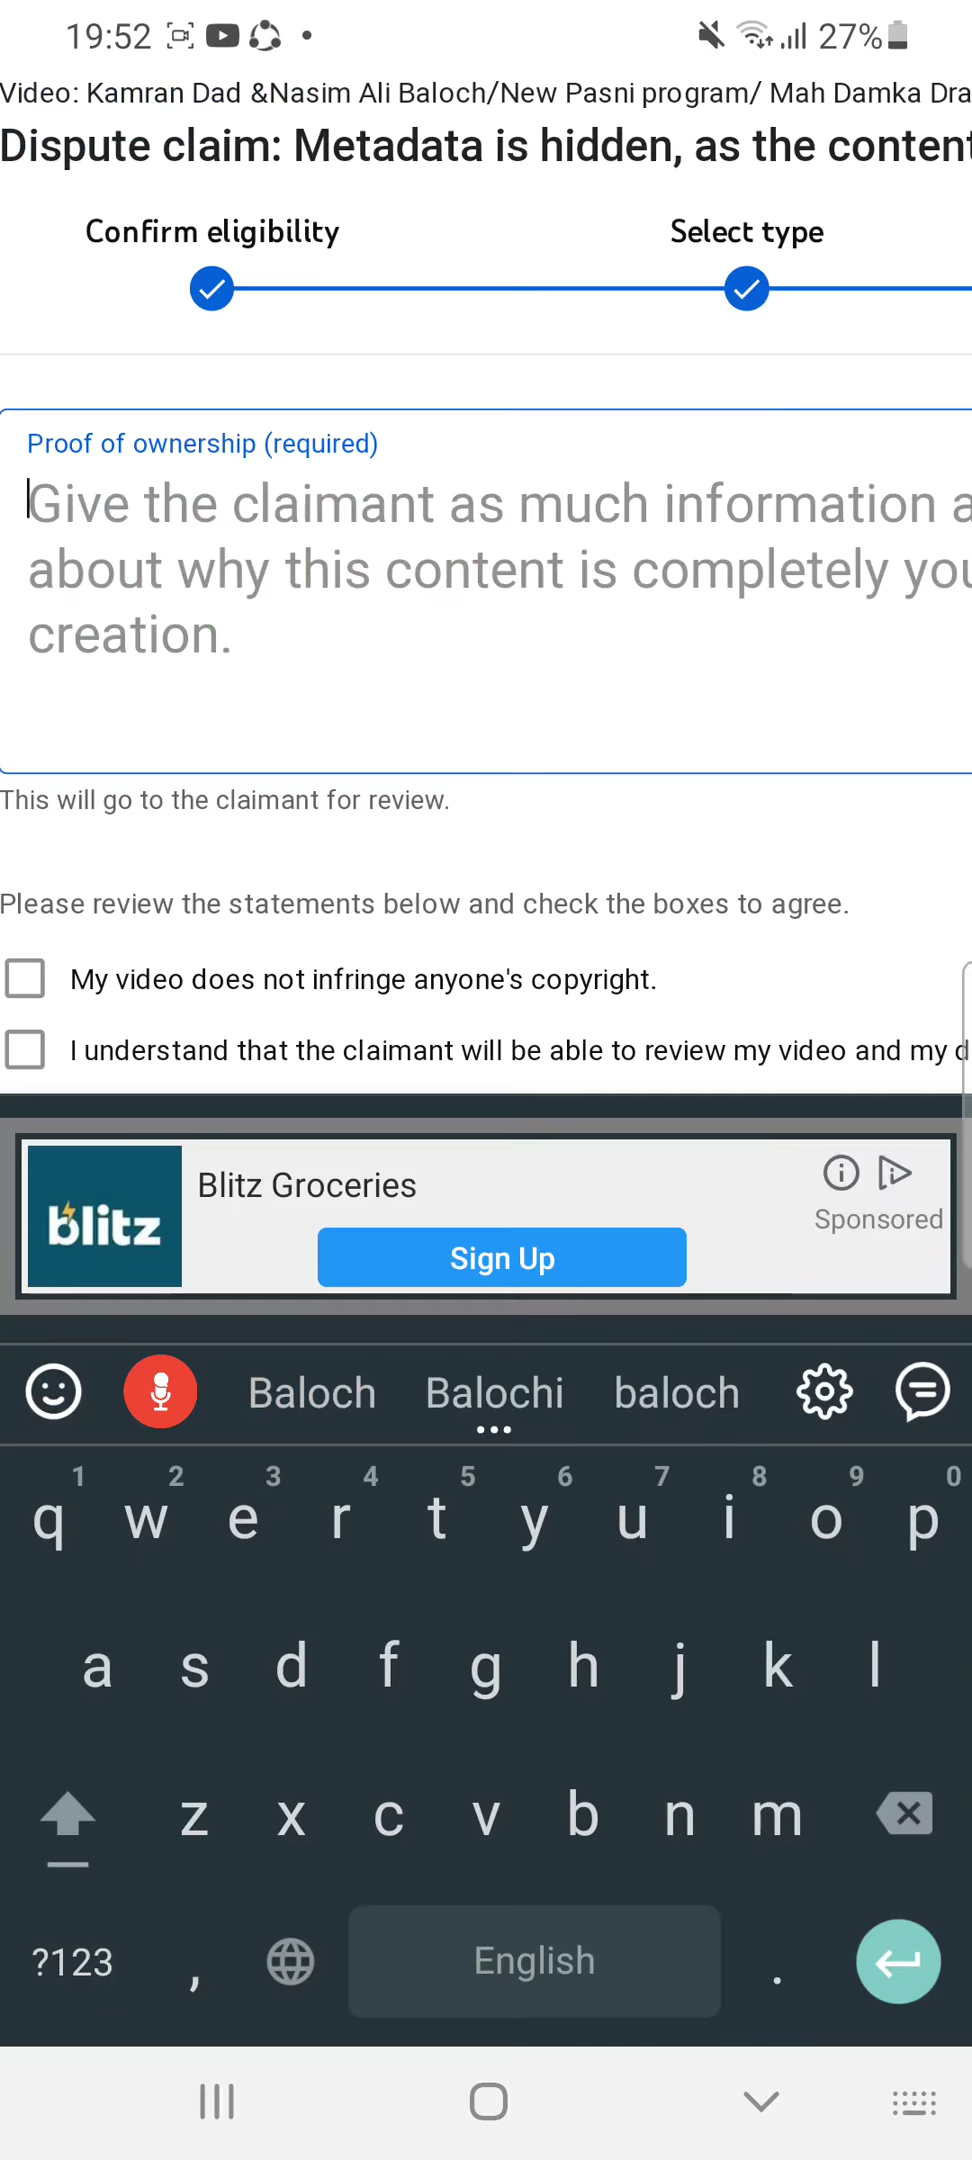 19:52
27%
Video: Kamran Dad &Nasim Ali Baloch/New Pasni program/ Mah Damka Dra
Dispute claim: Metadata is hidden, as the content
Confirm eligibility
Select type
Proof of ownership (required)
Give the claimant as much information a
about why this content is completely you
creation.
This will go to the claimant for review.
Please review the statements below and check the boxes to agree.
My video does not infringe anyone's copyright.
I understand that the claimant will be able to review my video and my d
blitz
Blitz Groceries
Sponsored
Sign Up
Baloch Balochi baloch
1 2 3 4 5 6 7 8 9 0
q w e r t y u i o p
a s d f g h j k l
z x c v b n m
?123 , English .